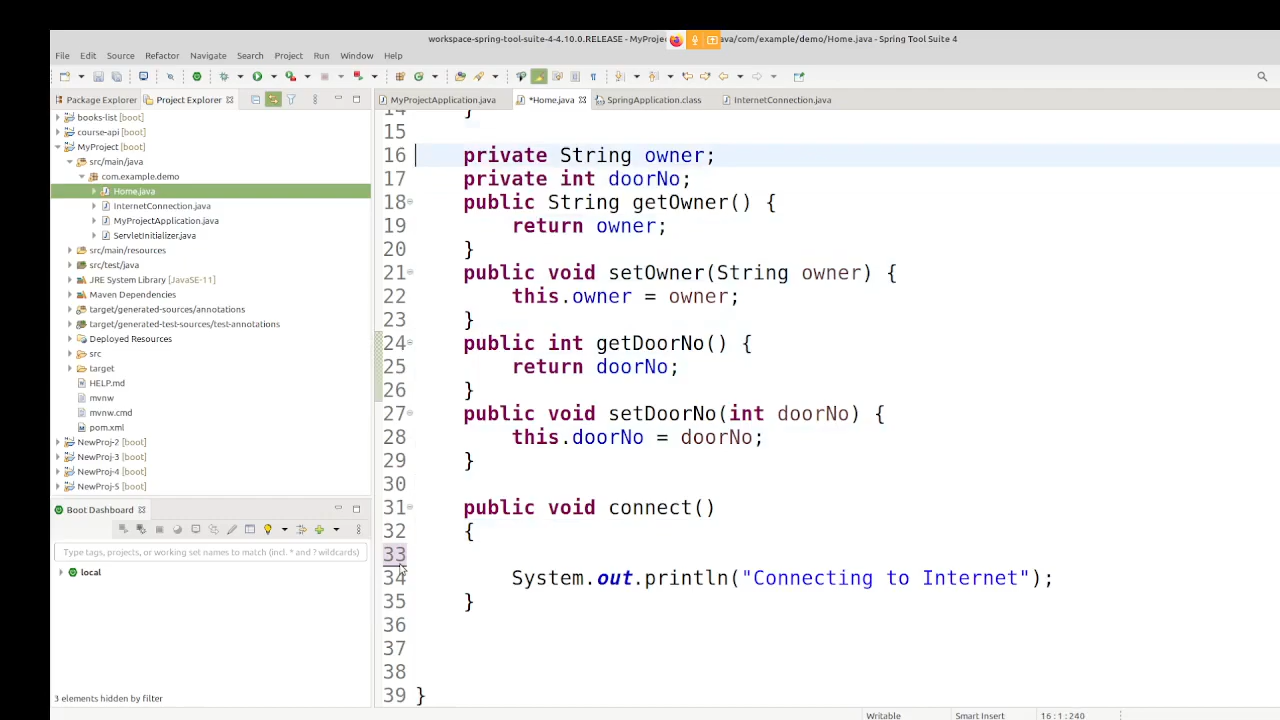 workspace-spring-tool-suite-4-4.10.0.RELEASE - MyProje ava/com/example/demo/Home.java - Spring Tool Suite 4
File Edit Source Refactor Navigate Search Project Run Window Help
Package Explorer Project Explorer
MyProjectApplication.java *Home.java SpringApplication.class InternetConnection.java
books-list [boot]
course-api [boot]
MyProject [boot]
src/main/java
com.example.demo
Home.java
InternetConnection.java
MyProjectApplication.java
ServletInitializer.java
src/main/resources
src/test/java
JRE System Library [JavaSE-11]
Maven Dependencies
target/generated-sources/annotations
target/generated-test-sources/test-annotations
Deployed Resources
src
target
HELP.md
mvnw
mvnw.cmd
pom.xml
NewProj-2 [boot]
NewProj-3 [boot]
NewProj-4 [boot]
NewProj-5 [boot]
Boot Dashboard
Type tags, projects, or working set names to match (incl. * and ? wildcards)
local
3 elements hidden by filter
14 }
15
16 private String owner;
17 private int doorNo;
18 public String getOwner() {
19 return owner;
20 }
21 public void setOwner(String owner) {
22 this.owner = owner;
23 }
24 public int getDoorNo() {
25 return doorNo;
26 }
27 public void setDoorNo(int doorNo) {
28 this.doorNo = doorNo;
29 }
30
31 public void connect()
32 {
33
34 System.out.println("Connecting to Internet");
35 }
36
37
38
39 }
Writable Smart Insert 16:1:240